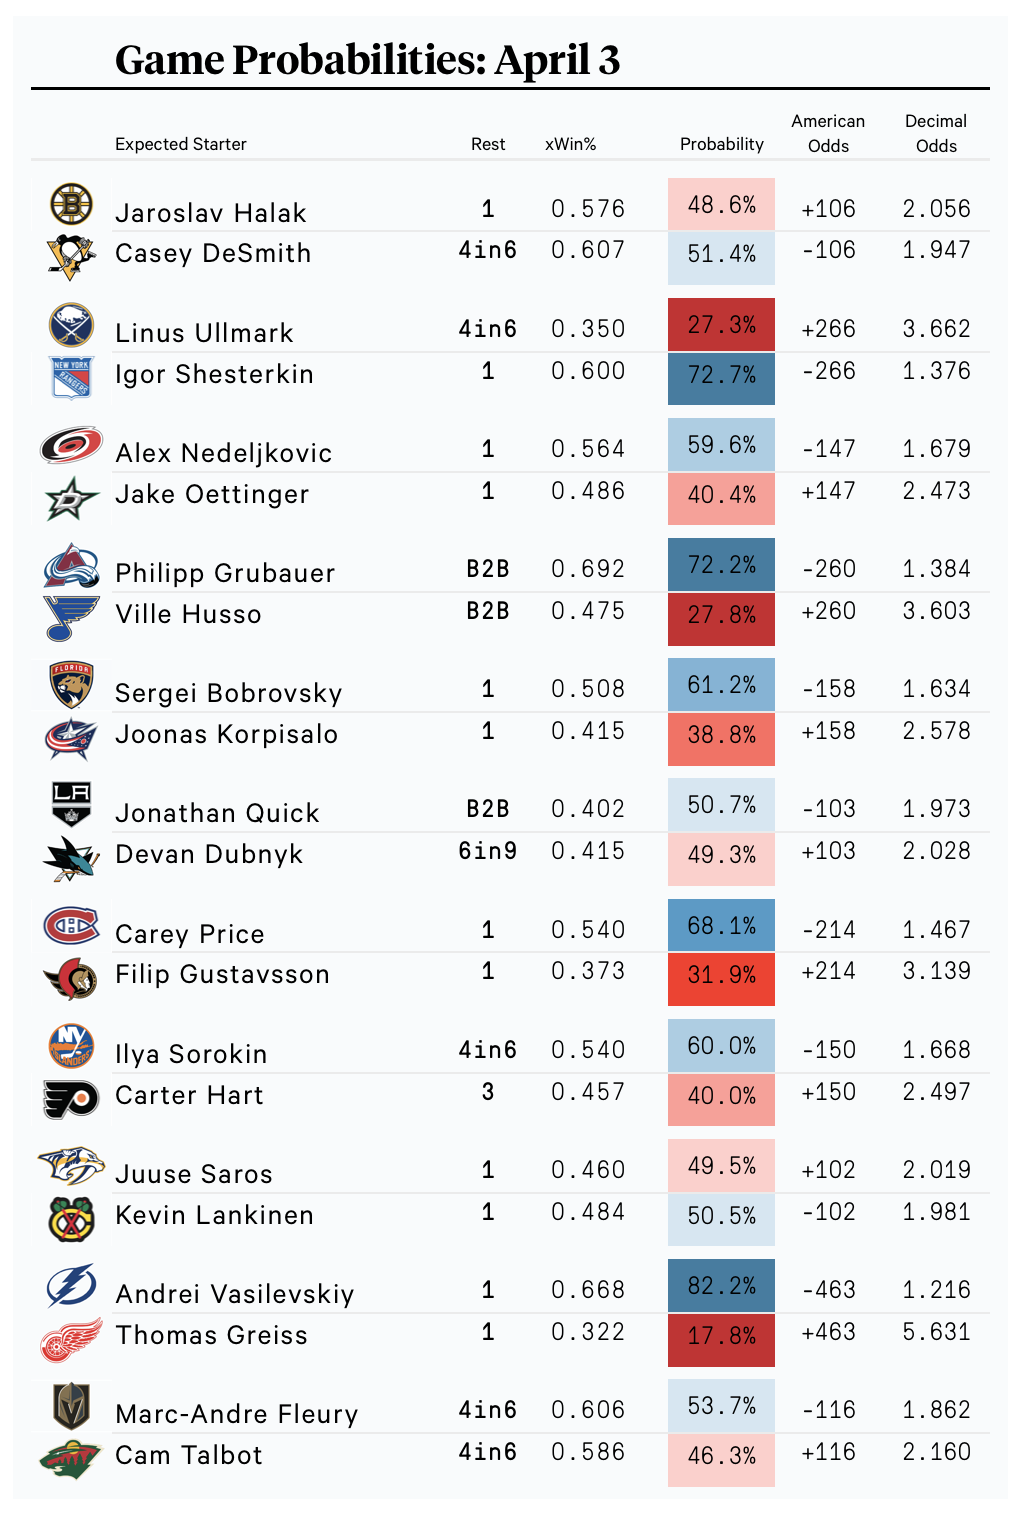 Game Probabilities: April 3
Expected Starter Rest xWin% Probability American Odds Decimal Odds
B Jaroslav Halak 1 0.576 48.6% +106 2.056
Casey DeSmith 4in6 0.607 51.4% -106 1.947
Linus Ullmark 4in6 0.350 27.3% +266 3.662
NEW YORK RANGERS Igor Shesterkin 1 0.600 72.7% -266 1.376
Alex Nedeljkovic 1 0.564 59.6% -147 1.679
D Jake Oettinger 1 0.486 40.4% +147 2.473
Philipp Grubauer B2B 0.692 72.2% -260 1.384
Ville Husso B2B 0.475 27.8% +260 3.603
FLORIDA Sergei Bobrovsky 1 0.508 61.2% -158 1.634
Joonas Korpisalo 1 0.415 38.8% +158 2.578
LA Jonathan Quick B2B 0.402 50.7% -103 1.973
Devan Dubnyk 6in9 0.415 49.3% +103 2.028
CH Carey Price 1 0.540 68.1% -214 1.467
Filip Gustavsson 1 0.373 31.9% +214 3.139
NY ISLANDERS Ilya Sorokin 4in6 0.540 60.0% -150 1.668
Carter Hart 3 0.457 40.0% +150 2.497
Juuse Saros 1 0.460 49.5% +102 2.019
C Kevin Lankinen 1 0.484 50.5% -102 1.981
Andrei Vasilevskiy 1 0.668 82.2% -463 1.216
Thomas Greiss 1 0.322 17.8% +463 5.631
Marc-Andre Fleury 4in6 0.606 53.7% -116 1.862
Cam Talbot 4in6 0.586 46.3% +116 2.160